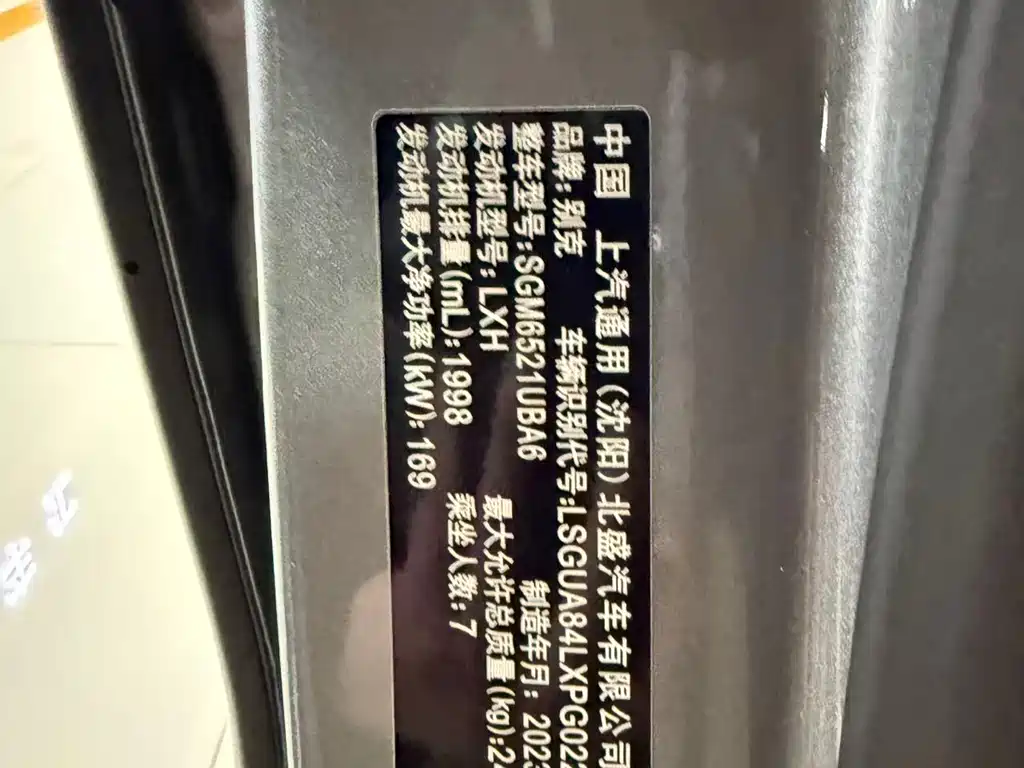 中国 上汽通用(沈阳)北盛汽车有限公司
品牌:别克 车辆识别代号:LSGUA84LXPG022
整车型号:SGM6521UBA6 制造年月: 2023
发动机型号:LXH 最大允许总质量(kg):2
发动机排量(mL):1998 乘坐人数:7
发动机最大净功率(kW):169